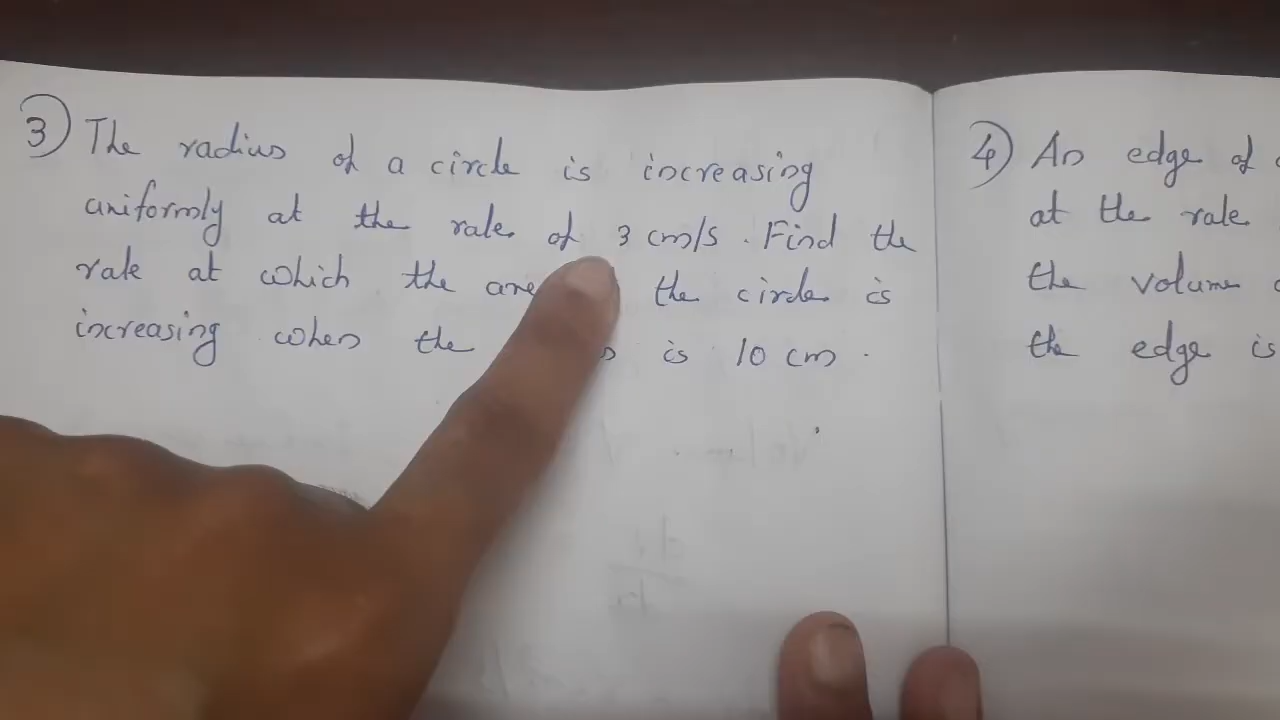 3) The radius of a circle is increasing
uniformly at the rate of 3 cm/s. Find the
rate at which the the circle is
increasing when the is 10 cm.
4) An edge of
at the rate
the volume
the edge is